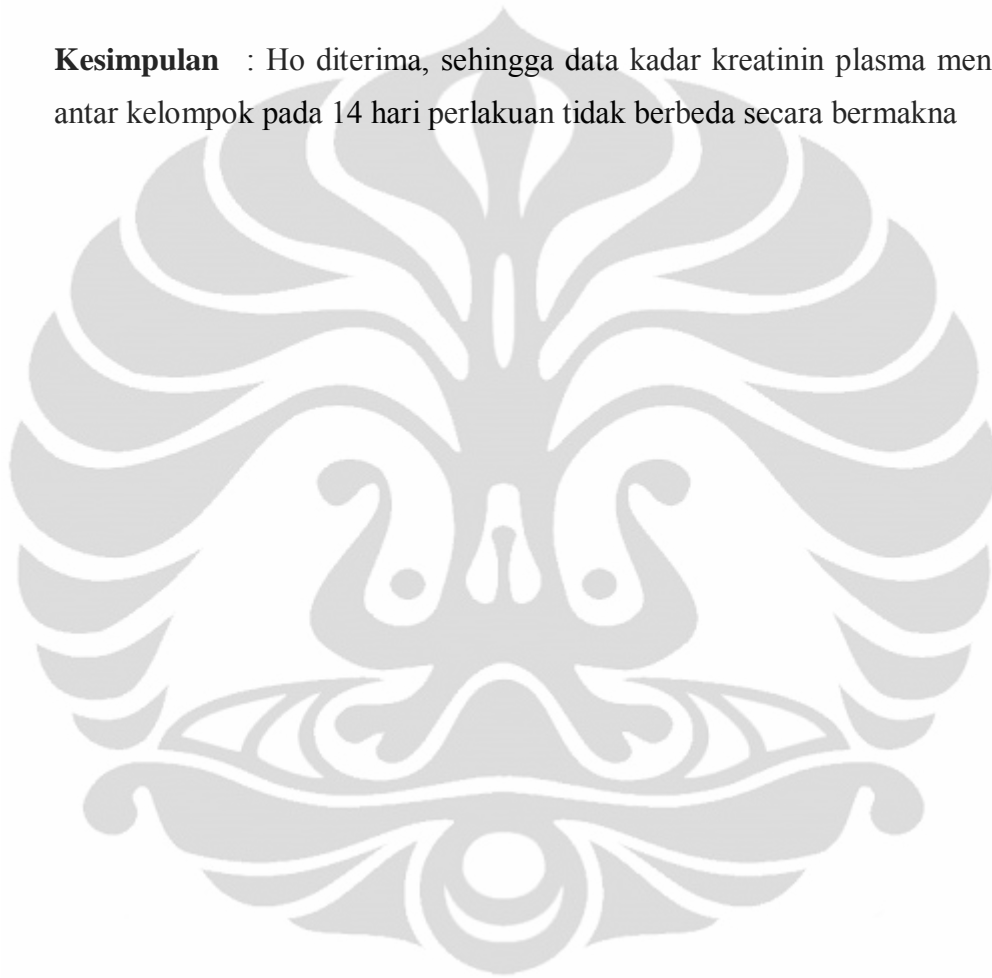 Kesimpulan : Ho diterima, sehingga data kadar kreatinin plasma men
antar kelompok pada 14 hari perlakuan tidak berbeda secara bermakna